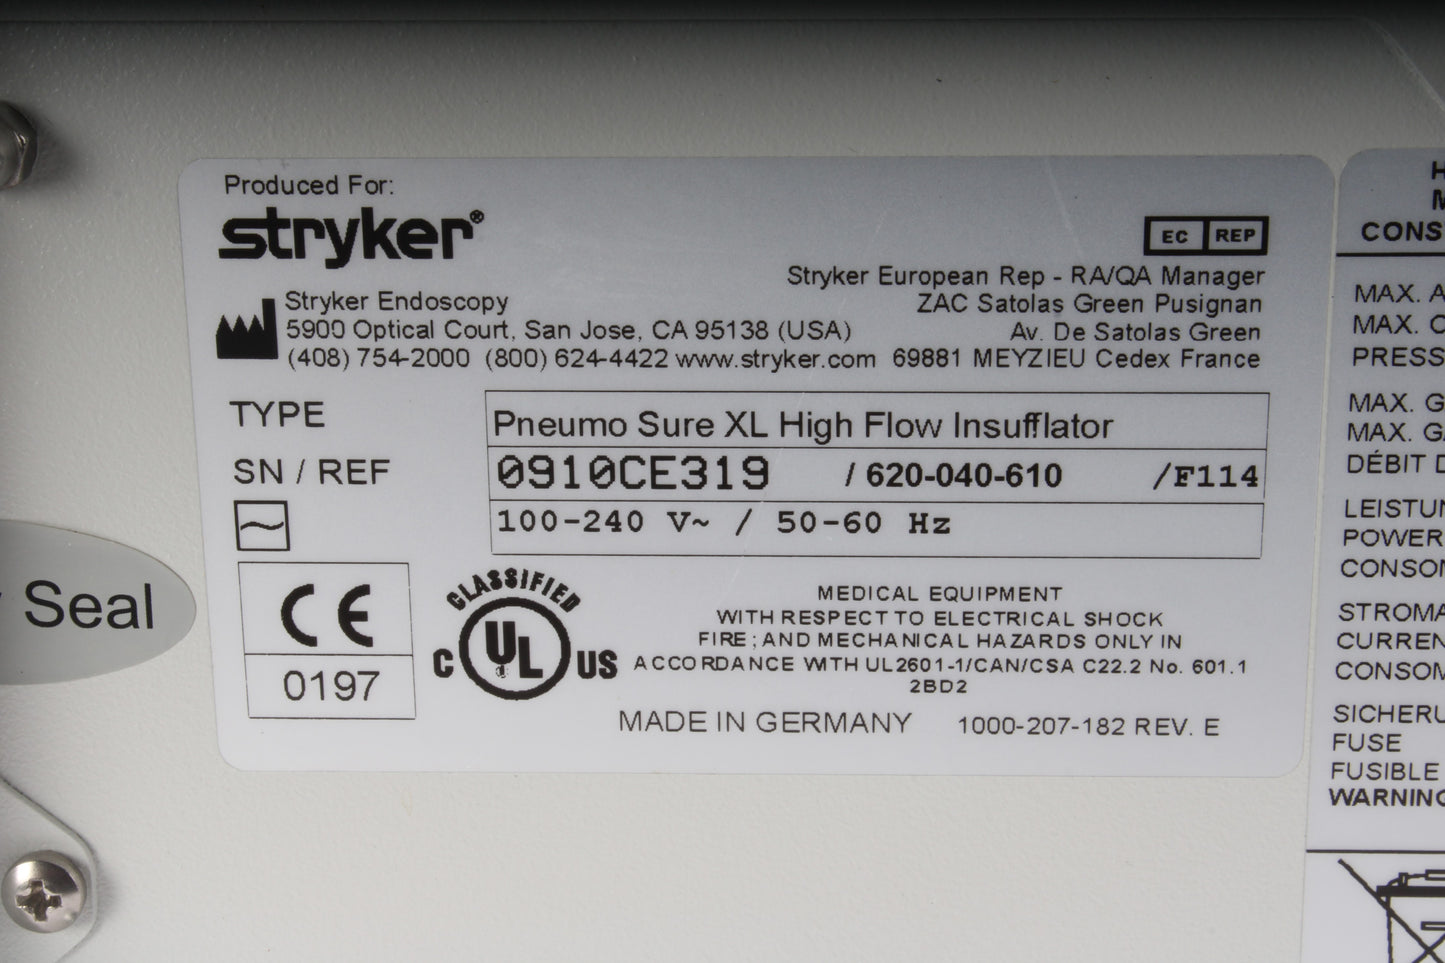 Produced For:
stryker®
EC REP
Stryker European Rep - RA/QA Manager
ZAC Satolas Green Pusignan
Av. De Satolas Green
69881 MEYZIEU Cedex France
Stryker Endoscopy
5900 Optical Court, San Jose, CA 95138 (USA)
(408) 754-2000 (800) 624-4422 www.stryker.com
TYPE
Pneumo Sure XL High Flow Insufflator
SN / REF
0910CE319 / 620-040-610 /F114
100-240 V~ / 50-60 Hz
CE
0197
CLASSIFIED
C UL US
MEDICAL EQUIPMENT
WITH RESPECT TO ELECTRICAL SHOCK
FIRE; AND MECHANICAL HAZARDS ONLY IN
ACCORDANCE WITH UL2601-1/CAN/CSA C22.2 No. 601.1
2BD2
MADE IN GERMANY 1000-207-182 REV. E
Seal
CONS
MAX. A
MAX. 
PRESS
MAX. G
MAX. G
DÉBIT D
LEISTU
POWER
CONSO
STROMA
CURREN
CONSOM
SICHERU
FUSE
FUSIBLE
WARNING